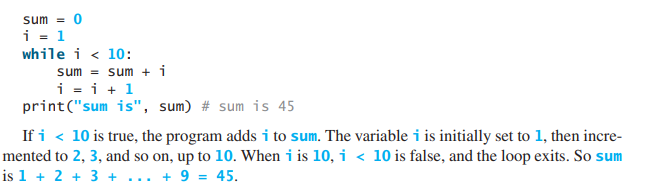 sum = 0
i = 1
while i < 10:
    sum = sum + i
    i = i + 1
print("sum is", sum) # sum is 45
If i < 10 is true, the program adds i to sum. The variable i is initially set to 1, then incre-
mented to 2, 3, and so on, up to 10. When i is 10, i < 10 is false, and the loop exits. So sum
is 1 + 2 + 3 + ... + 9 = 45.